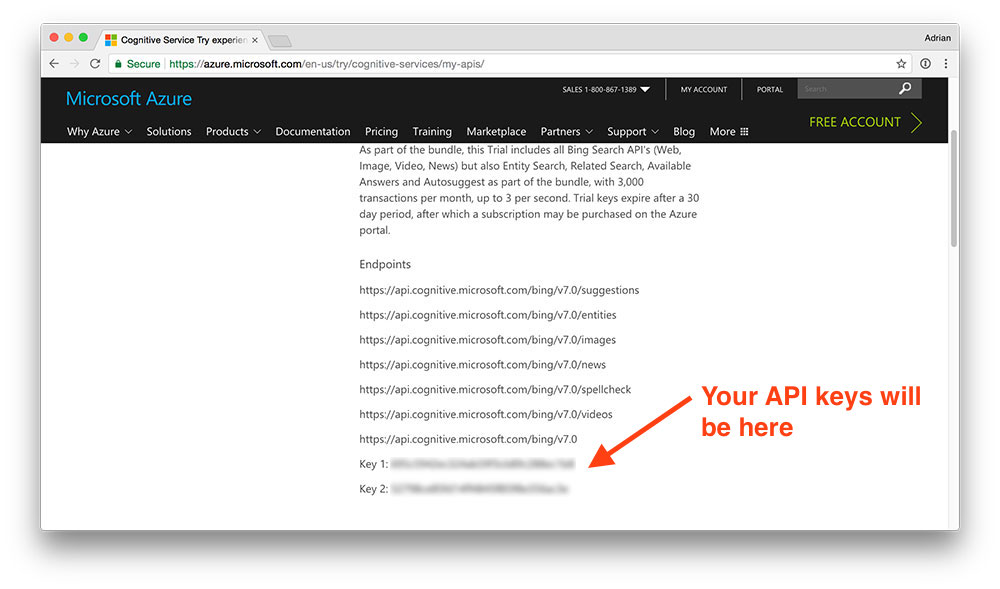 Cognitive Service Try experien
Adrian
Secure https://azure.microsoft.com/en-us/try/cognitive-services/my-apis/
Microsoft Azure
SALES 1-800-867-1389 MY ACCOUNT PORTAL Search
FREE ACCOUNT
Why Azure Solutions Products Documentation Pricing Training Marketplace Partners Support Blog More
As part of the bundle, this Trial includes all Bing Search API's (Web,
Image, Video, News) but also Entity Search, Related Search, Available
Answers and Autosuggest as part of the bundle, with 3,000
transactions per month, up to 3 per second. Trial keys expire after a 30
day period, after which a subscription may be purchased on the Azure
portal.
Endpoints
https://api.cognitive.microsoft.com/bing/v7.0/suggestions
https://api.cognitive.microsoft.com/bing/v7.0/entities
https://api.cognitive.microsoft.com/bing/v7.0/images
https://api.cognitive.microsoft.com/bing/v7.0/news
https://api.cognitive.microsoft.com/bing/v7.0/spellcheck
https://api.cognitive.microsoft.com/bing/v7.0/videos
https://api.cognitive.microsoft.com/bing/v7.0
Key 1:
Key 2:
Your API keys will
be here